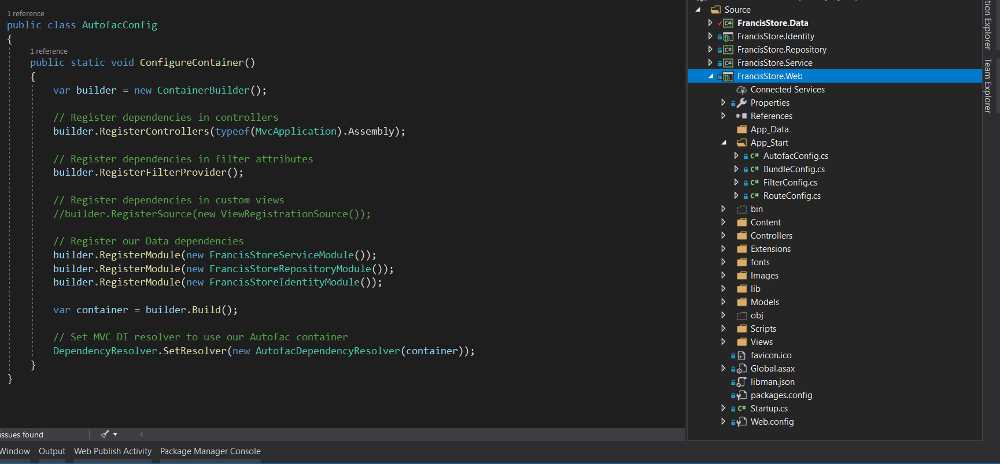 1 reference
public class AutofacConfig
{
1 reference
public static void ConfigureContainer()
{
var builder = new ContainerBuilder();
// Register dependencies in controllers
builder.RegisterControllers(typeof(MvcApplication).Assembly);
// Register dependencies in filter attributes
builder.RegisterFilterProvider();
// Register dependencies in custom views
//builder.RegisterSource(new ViewRegistrationSource());
// Register our Data dependencies
builder.RegisterModule(new FrancisStoreServiceModule());
builder.RegisterModule(new FrancisStoreRepositoryModule());
builder.RegisterModule(new FrancisStoreIdentityModule());
var container = builder.Build();
// Set MVC DI resolver to use our Autofac container
DependencyResolver.SetResolver(new AutofacDependencyResolver(container));
}
}
issues found
Window Output Web Publish Activity Package Manager Console
Source
C# FrancisStore.Data
FrancisStore.Identity
C# FrancisStore.Repository
C# FrancisStore.Service
FrancisStore.Web
Connected Services
Properties
References
App_Data
App_Start
C# AutofacConfig.cs
C# BundleConfig.cs
C# FilterConfig.cs
C# RouteConfig.cs
bin
Content
Controllers
Extensions
fonts
Images
lib
Models
obj
Scripts
Views
favicon.ico
Global.asax
libman.json
packages.config
C# Startup.cs
Web.config
tion Explorer
Team Explorer